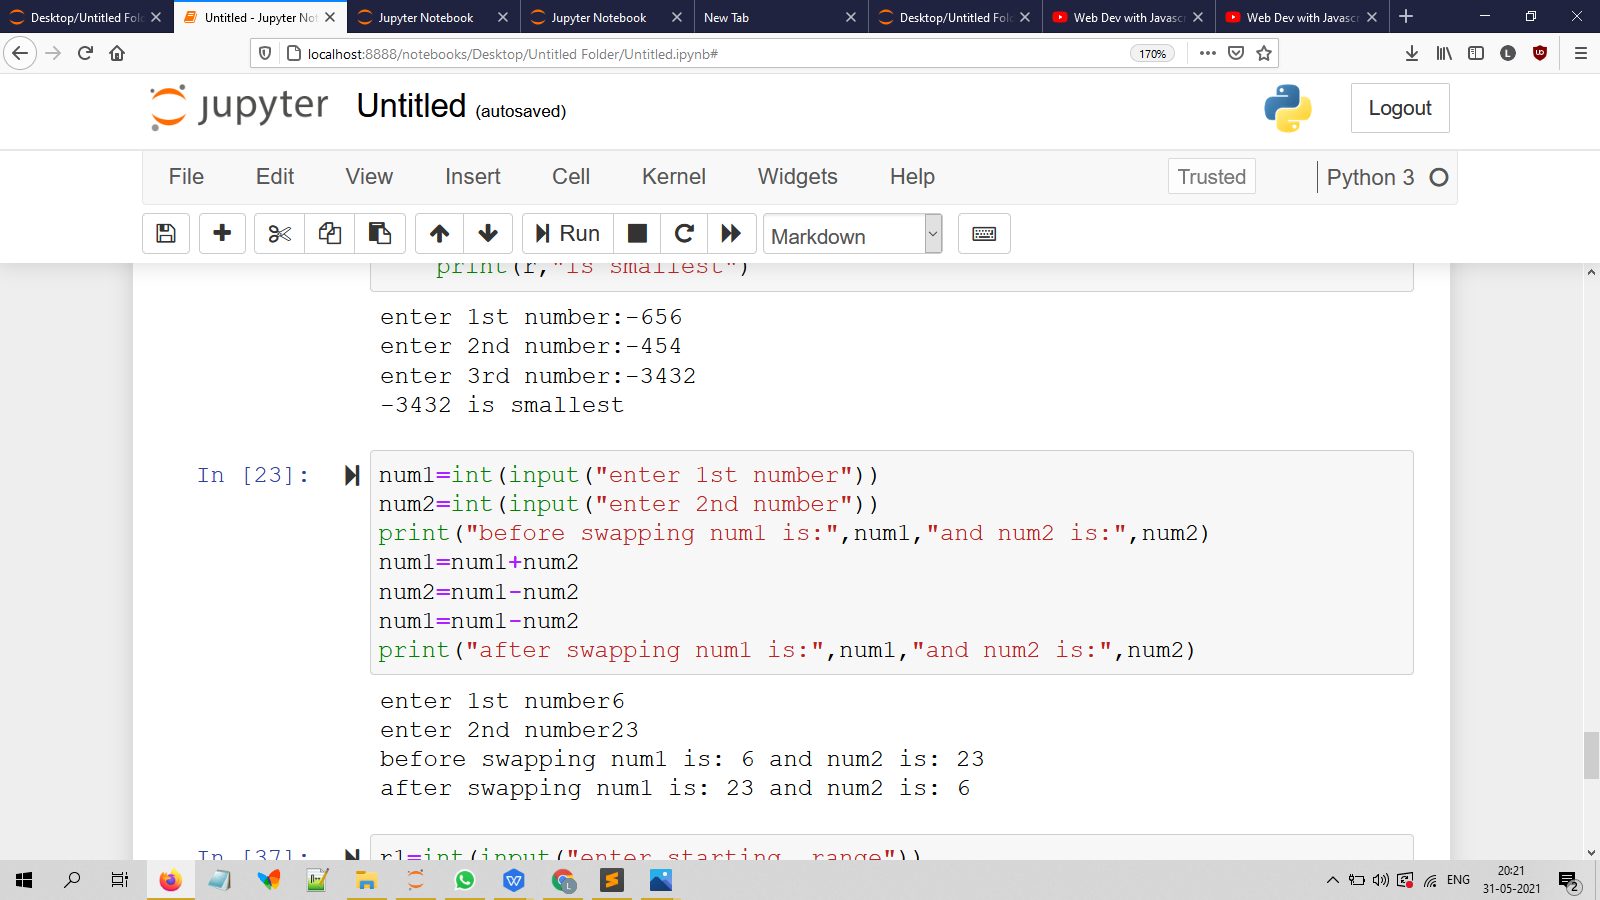 Desktop/Untitled Fol
Untitled - Jupyter Not
Jupyter Notebook
Jupyter Notebook
New Tab
Desktop/Untitled Fol
Web Dev with Javascr
Web Dev with Javascr
localhost:8888/notebooks/Desktop/Untitled Folder/Untitled.ipynb#
170%
L
jupyter Untitled (autosaved)
Logout
File Edit View Insert Cell Kernel Widgets Help Trusted Python 3
Run Markdown
print(r,"is smallest")
enter 1st number:-656
enter 2nd number:-454
enter 3rd number:-3432
-3432 is smallest
In [23]:
num1=int(input("enter 1st number"))
num2=int(input("enter 2nd number"))
print("before swapping num1 is:",num1,"and num2 is:",num2)
num1=num1+num2
num2=num1-num2
num1=num1-num2
print("after swapping num1 is:",num1,"and num2 is:",num2)
enter 1st number6
enter 2nd number23
before swapping num1 is: 6 and num2 is: 23
after swapping num1 is: 23 and num2 is: 6
In [37]:
r1=int(input("enter starting range"))
ENG
20:21
31-05-2021
2